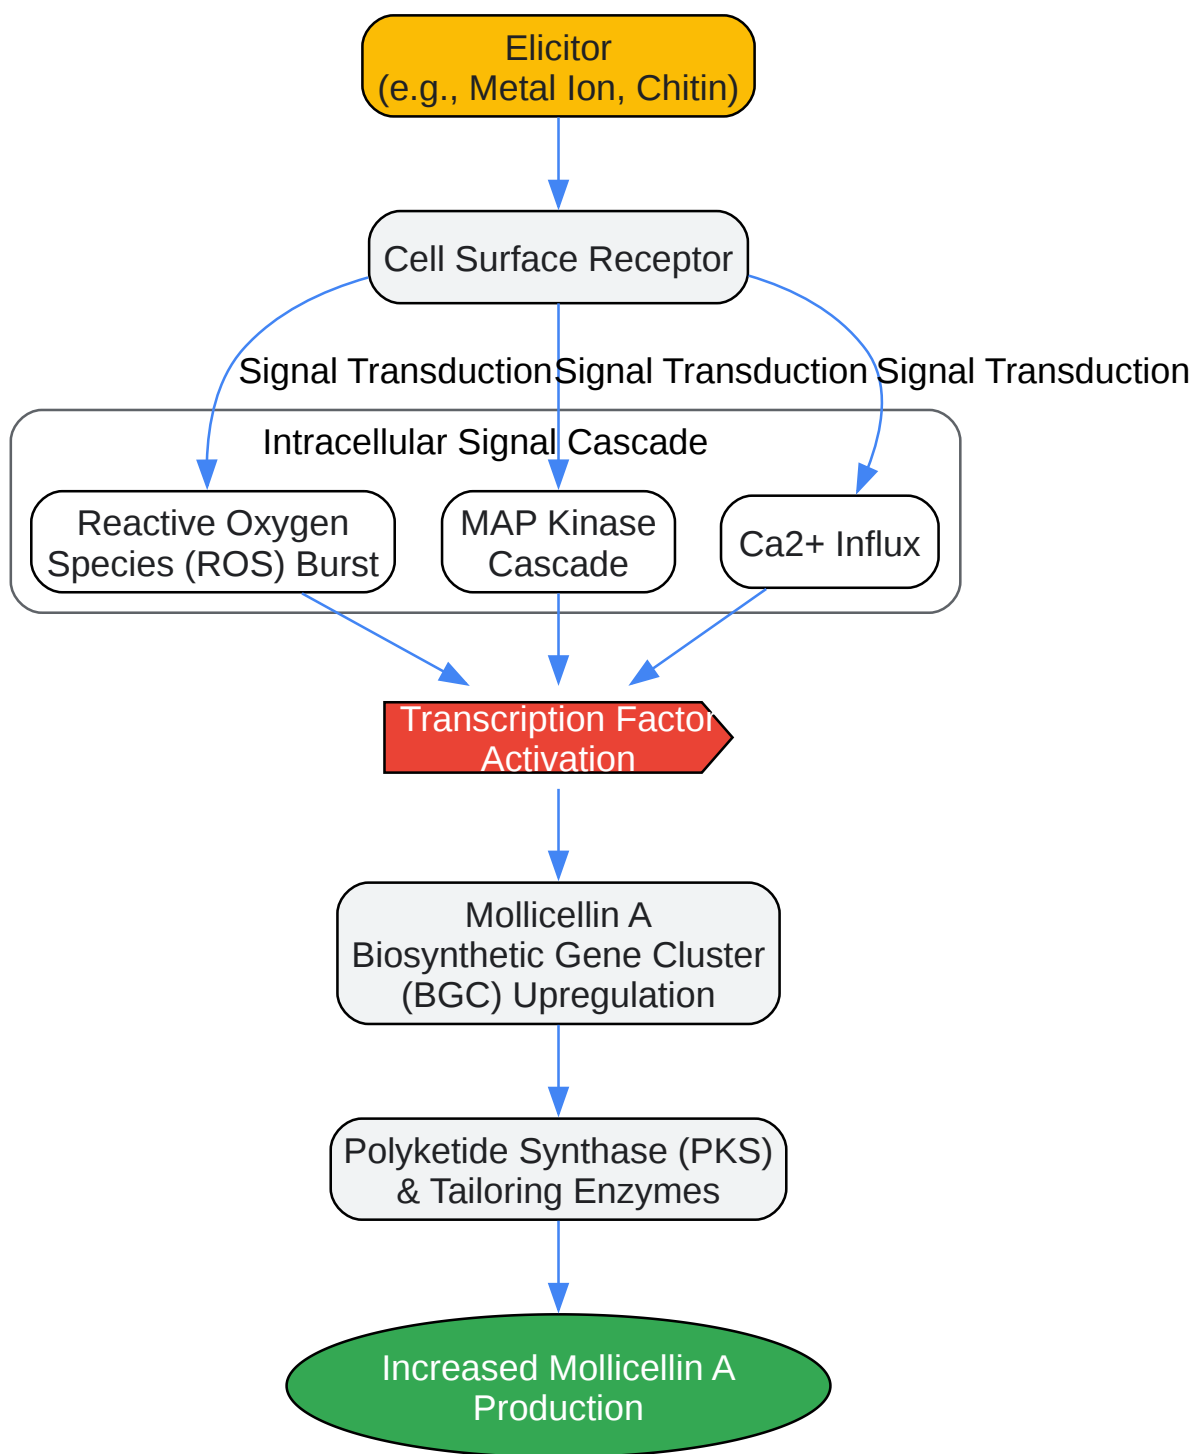 Elicitor
(e.g., Metal Ion, Chitin)
Cell Surface Receptor
Signal Transduction
Signal Transduction
Signal Transduction
Intracellular Signal Cascade
Reactive Oxygen
Species (ROS) Burst
MAP Kinase
Cascade
Ca2+ Influx
Transcription Factor
Activation
Mollicellin A
Biosynthetic Gene Cluster
(BGC) Upregulation
Polyketide Synthase (PKS)
& Tailoring Enzymes
Increased Mollicellin A
Production